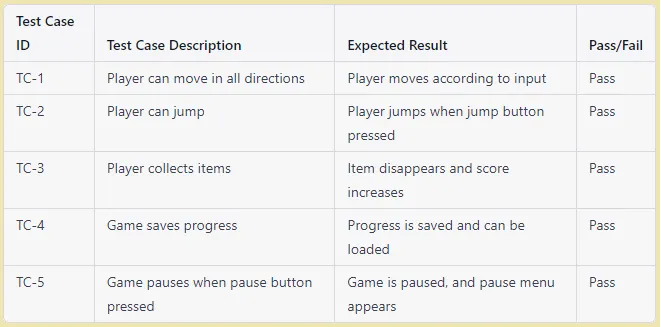 Test Case
ID
Test Case Description
Expected Result
Pass/Fail
TC-1
Player can move in all directions
Player moves according to input
Pass
TC-2
Player can jump
Player jumps when jump button
pressed
Pass
TC-3
Player collects items
Item disappears and score
increases
Pass
TC-4
Game saves progress
Progress is saved and can be
loaded
Pass
TC-5
Game pauses when pause button
pressed
Game is paused, and pause menu
appears
Pass